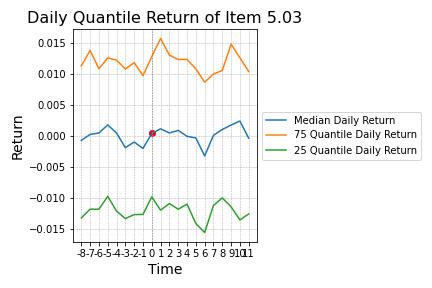 Daily Quantile Return of Item 5.03
0.015
0.010
0.005
0.000
−0.005
−0.010
−0.015
Return
-8-7-6-5-4-3-2-1 0 1 2 3 4 5 6 7 8 91011
Time
Median Daily Return
75 Quantile Daily Return
25 Quantile Daily Return